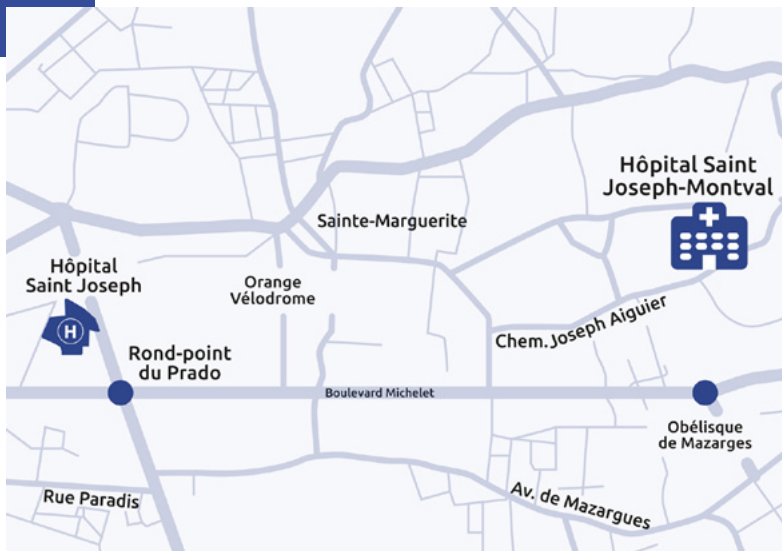 Hôpital Saint
Joseph-Montval
Sainte-Marguerite
Hôpital
Saint Joseph
Orange
Vélodrome
H
Chem. Joseph Aiguier
Rond-point
du Prado
Boulevard Michelet
Obélisque
de Mazarges
Rue Paradis
Av. de Mazargues